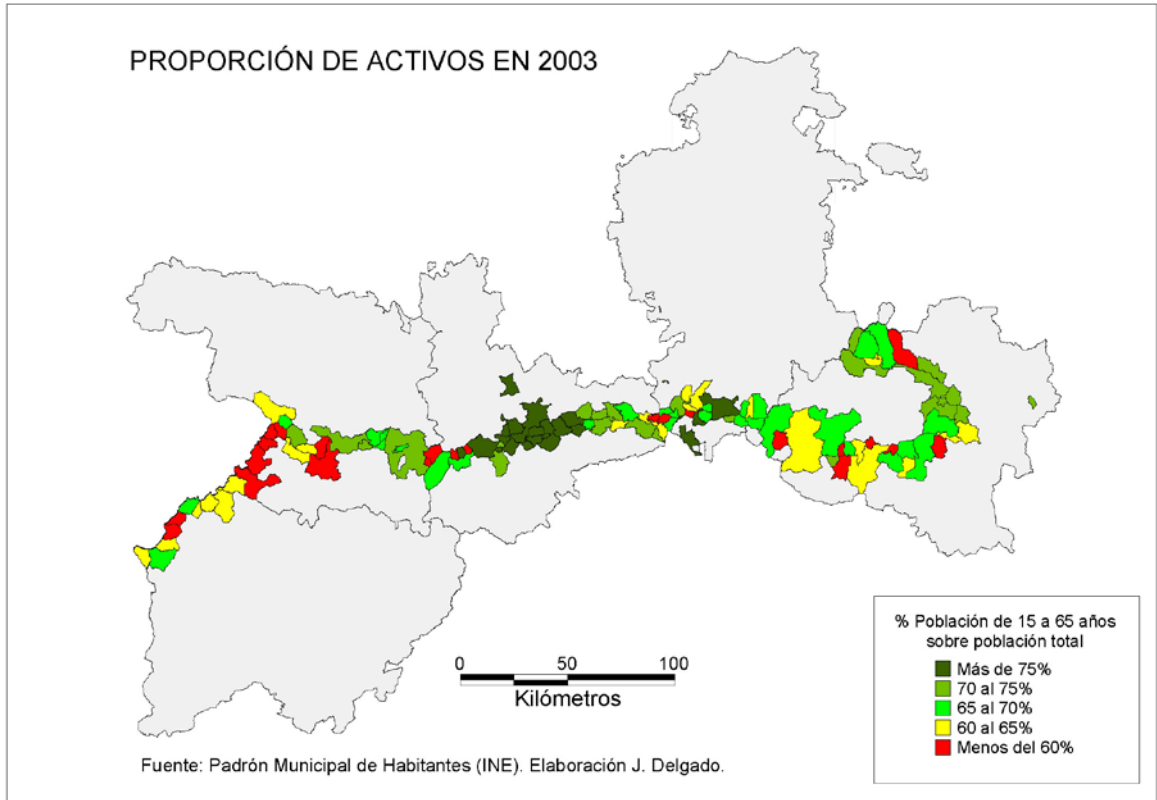 PROPORCIÓN DE ACTIVOS EN 2003
% Población de 15 a 65 años
sobre población total
Más de 75%
70 al 75%
65 al 70%
60 al 65%
Menos del 60%
0 50 100
Kilómetros
Fuente: Padrón Municipal de Habitantes (INE). Elaboración J. Delgado.